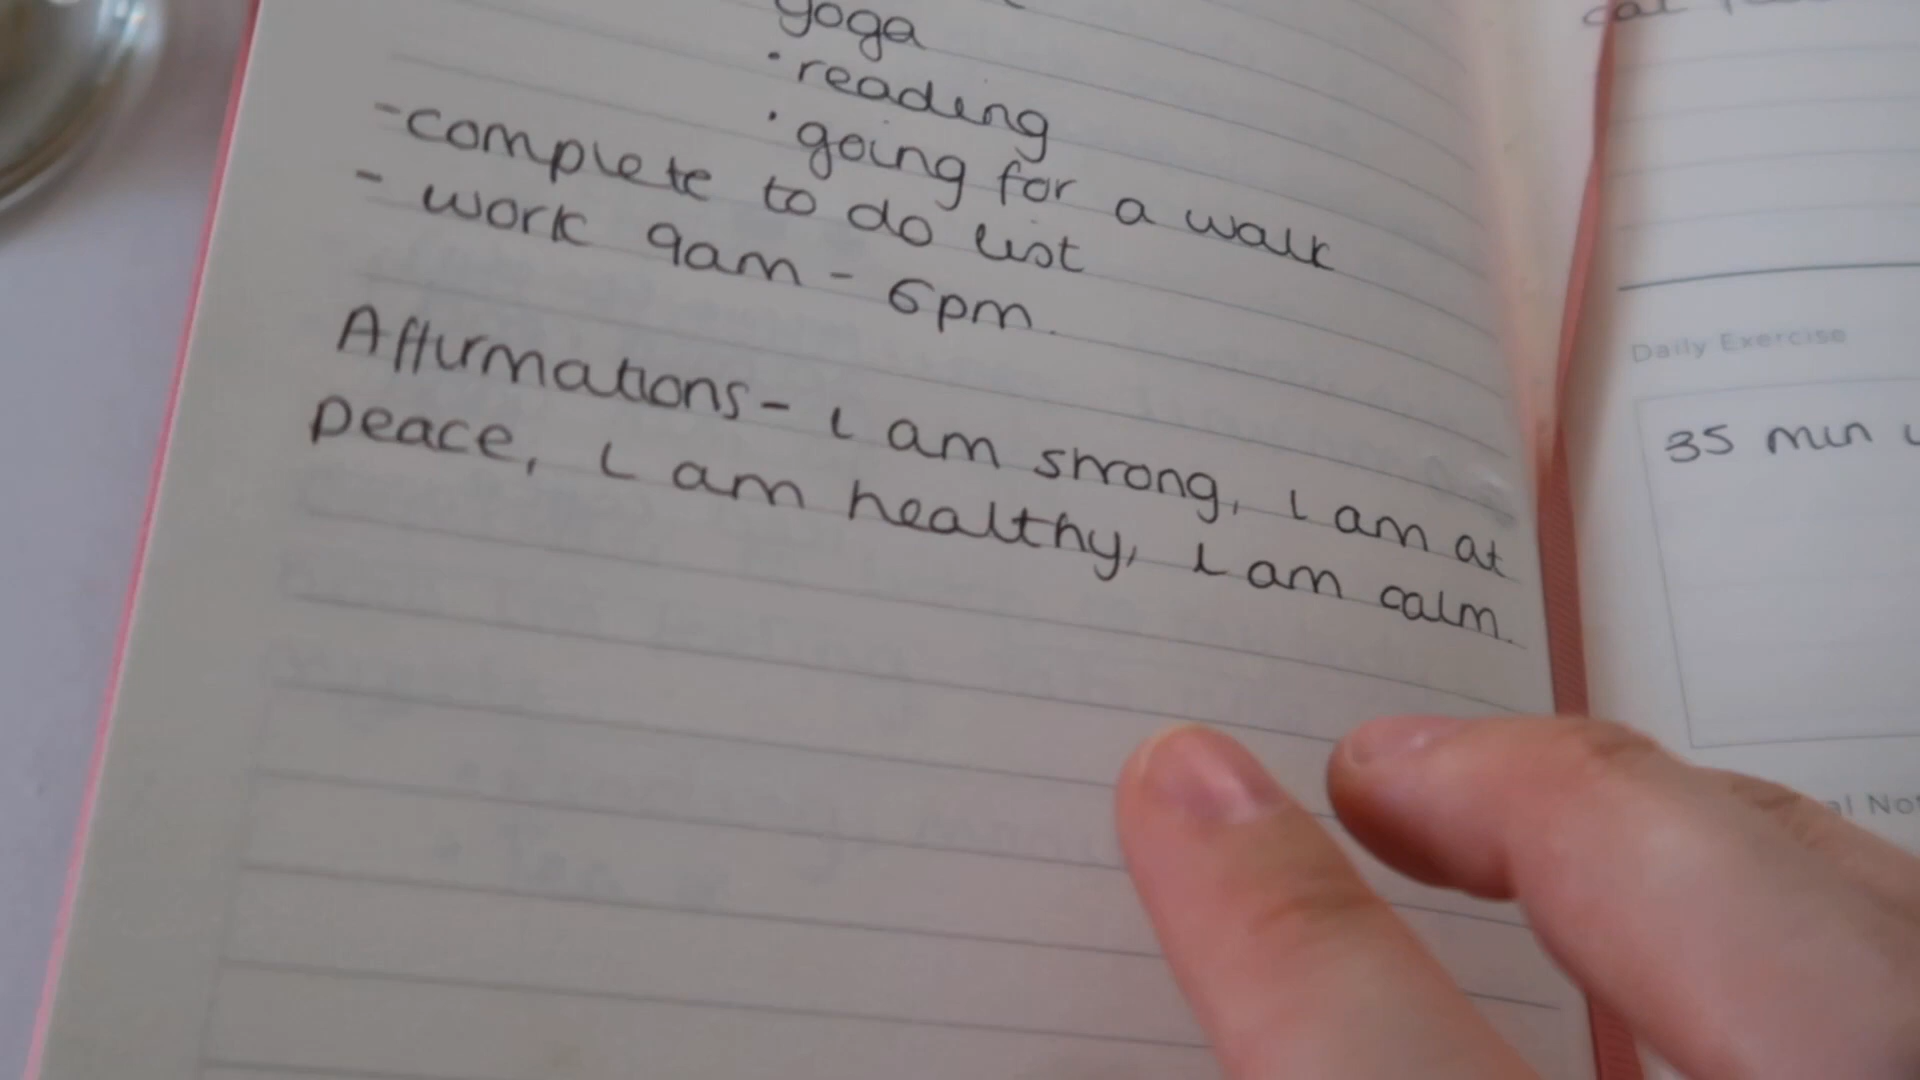 yoga
· reading
· going for a walk
- complete to do list
- work 9am - 6pm.
Affirmations - i am strong, i am at
peace, i am healthy, i am calm.
cal
Daily Exercise
35 min